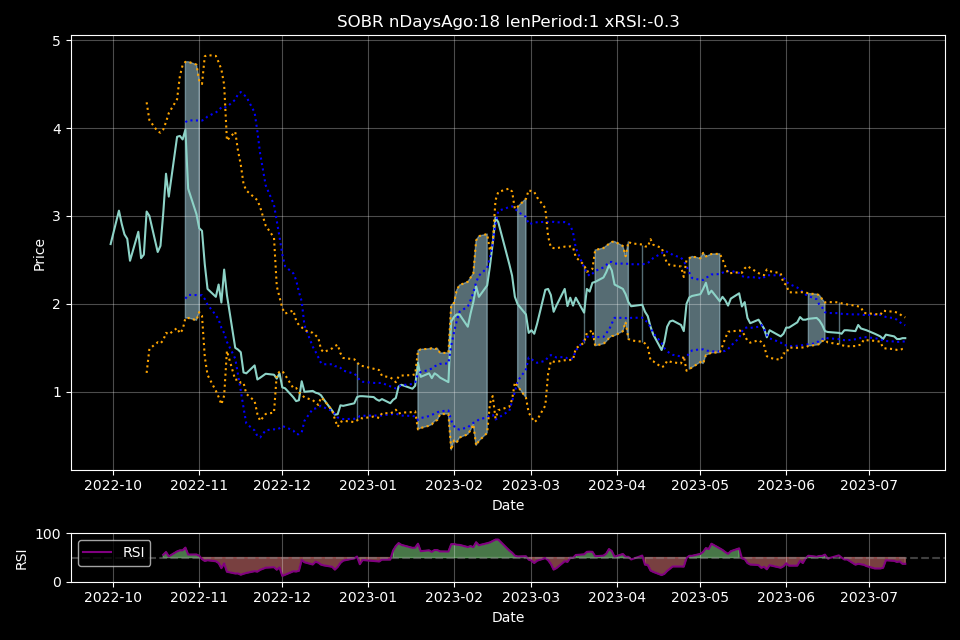 SOBR nDaysAgo:18 lenPeriod:1 xRSI:-0.3
5
4
3
2
1
Price
2022-10 2022-11 2022-12 2023-01 2023-02 2023-03 2023-04 2023-05 2023-06 2023-07
Date
100
0
RSI
RSI
2022-10 2022-11 2022-12 2023-01 2023-02 2023-03 2023-04 2023-05 2023-06 2023-07
Date